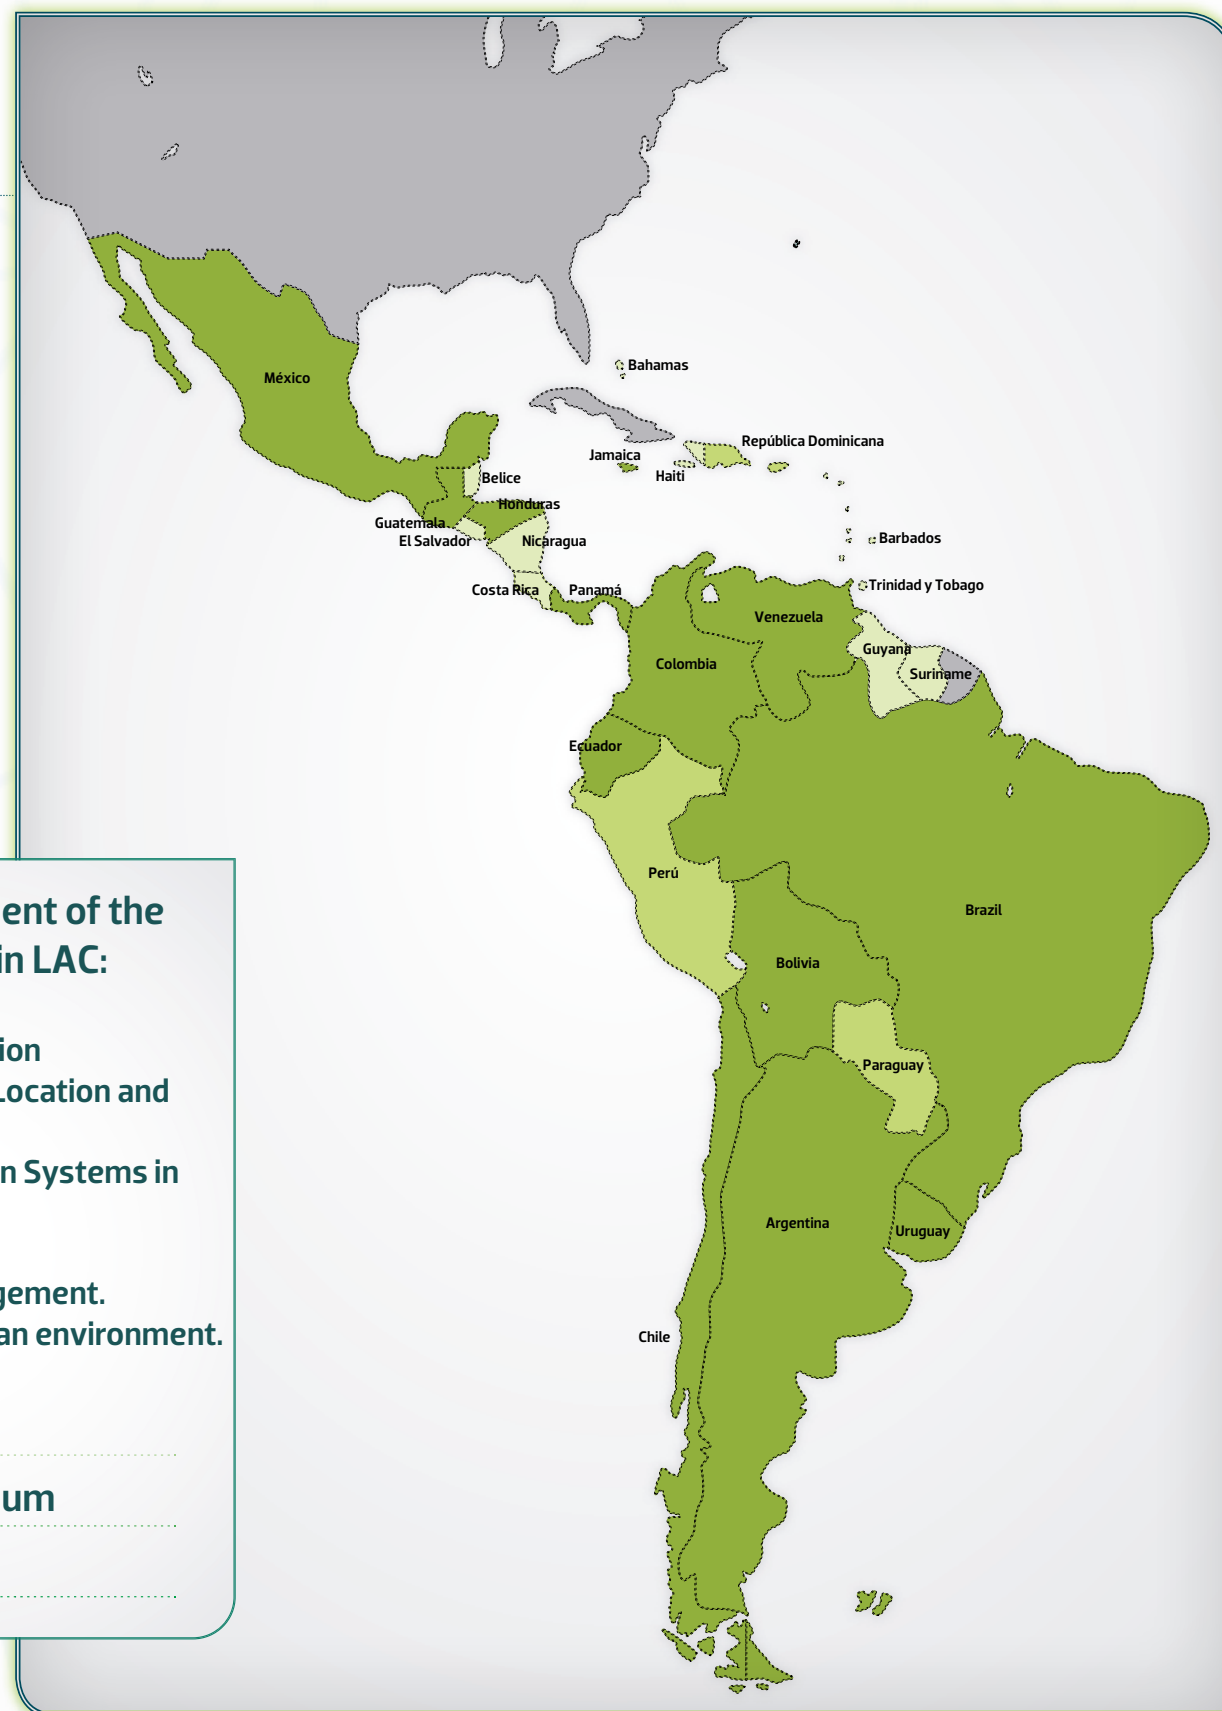 México
Bahamas
República Dominicana
Jamaica
Haiti
Belice
Honduras
Guatemala
El Salvador
Nicaragua
Barbados
Costa Rica
Panamá
Trinidad y Tobago
Venezuela
Guyana
Colombia
Suriname
Ecuador
Perú
Brazil
Bolivia
Paraguay
Argentina
Uruguay
Chile
ent of the
in LAC:
ion
Location and
n Systems in
gement.
an environment.
um